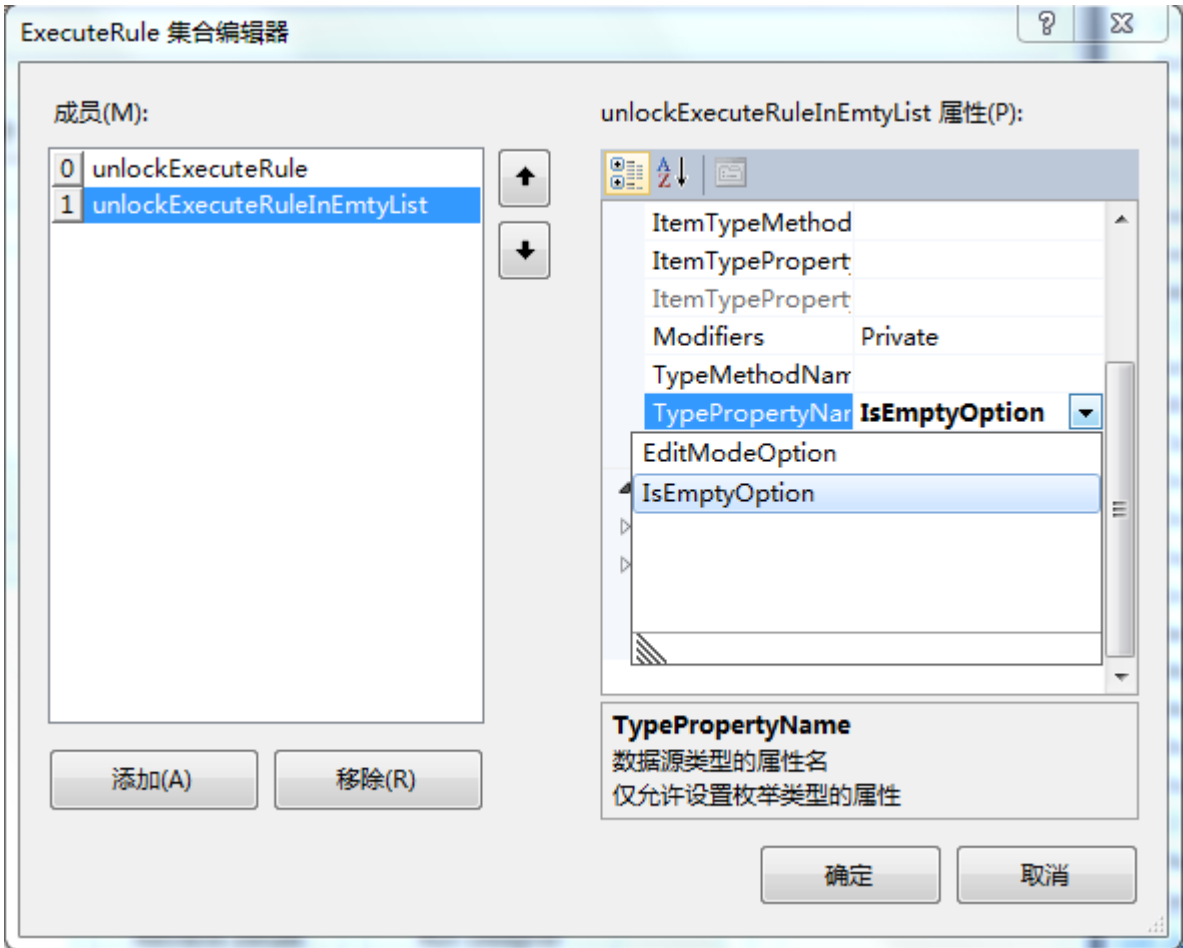 ExecuteRule 集合编辑器
成员(M):
0 unlockExecuteRule
1 unlockExecuteRuleInEmtyList
添加(A)
移除(R)
unlockExecuteRuleInEmtyList 属性(P):
ItemTypeMethod
ItemTypePropert
ItemTypePropert
Modifiers Private
TypeMethodNam
TypePropertyNar IsEmptyOption
EditModeOption
IsEmptyOption
TypePropertyName
数据源类型的属性名
仅允许设置枚举类型的属性
确定
取消